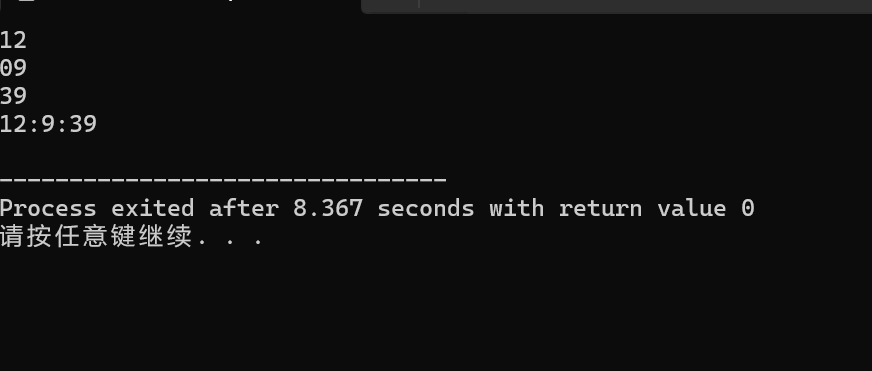 12
09
39
12:9:39
--------------------------------
Process exited after 8.367 seconds with return value 0
请按任意键继续. . .